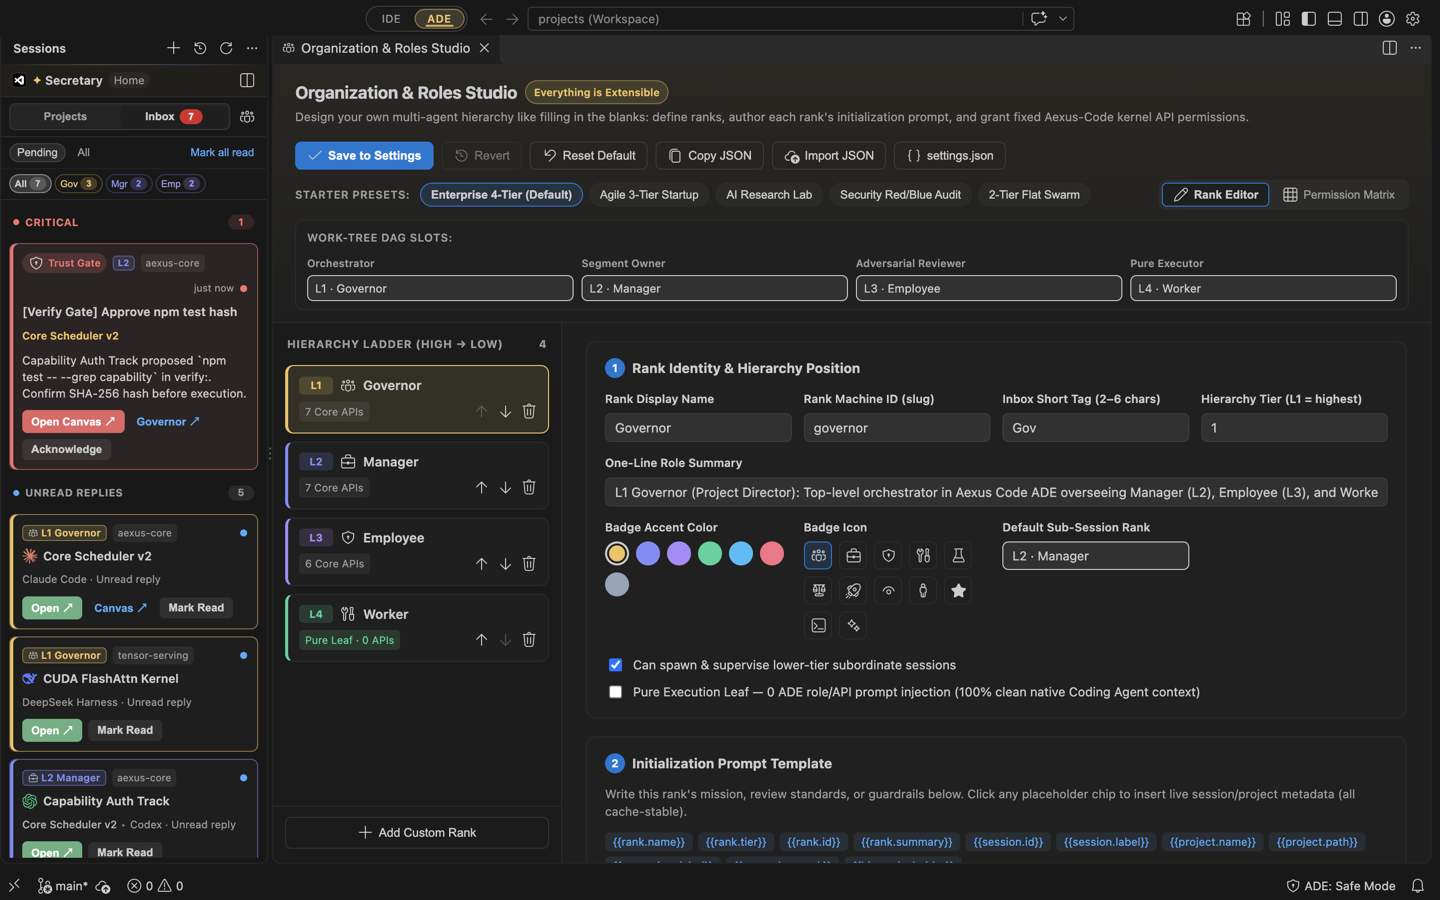 IDE ADE projects (Workspace)
Sessions
Organization & Roles Studio
Secretary Home
Projects Inbox 7
Pending All Mark all read
All 7 Gov 3 Mgr 2 Emp 2
CRITICAL 1
Trust Gate L2 aexus-core
just now
[Verify Gate] Approve npm test hash
Core Scheduler v2
Capability Auth Track proposed `npm
test -- --grep capability` in verify:.
Confirm SHA-256 hash before execution.
Open Canvas ↗ Governor ↗
Acknowledge
UNREAD REPLIES 5
L1 Governor aexus-core
Core Scheduler v2
Claude Code · Unread reply
Open ↗ Canvas ↗ Mark Read
L1 Governor tensor-serving
CUDA FlashAttn Kernel
DeepSeek Harness · Unread reply
Open ↗ Mark Read
L2 Manager aexus-core
Capability Auth Track
Core Scheduler v2 · Codex · Unread reply
Open ↗ Mark Read
Organization & Roles Studio Everything is Extensible
Design your own multi-agent hierarchy like filling in the blanks: define ranks, author each rank's initialization prompt, and grant fixed Aexus-Code kernel API permissions.
Save to Settings Revert Reset Default Copy JSON Import JSON { } settings.json
STARTER PRESETS: Enterprise 4-Tier (Default) Agile 3-Tier Startup AI Research Lab Security Red/Blue Audit 2-Tier Flat Swarm Rank Editor Permission Matrix
WORK-TREE DAG SLOTS:
Orchestrator Segment Owner Adversarial Reviewer Pure Executor
L1 · Governor L2 · Manager L3 · Employee L4 · Worker
HIERARCHY LADDER (HIGH → LOW) 4
L1 Governor
7 Core APIs
L2 Manager
7 Core APIs
L3 Employee
6 Core APIs
L4 Worker
Pure Leaf · 0 APIs
Add Custom Rank
1 Rank Identity & Hierarchy Position
Rank Display Name Rank Machine ID (slug) Inbox Short Tag (2–6 chars) Hierarchy Tier (L1 = highest)
Governor governor Gov 1
One-Line Role Summary
L1 Governor (Project Director): Top-level orchestrator in Aexus Code ADE overseeing Manager (L2), Employee (L3), and Worke
Badge Accent Color Badge Icon Default Sub-Session Rank
L2 · Manager
Can spawn & supervise lower-tier subordinate sessions
Pure Execution Leaf — 0 ADE role/API prompt injection (100% clean native Coding Agent context)
2 Initialization Prompt Template
Write this rank's mission, review standards, or guardrails below. Click any placeholder chip to insert live session/project metadata (all
cache-stable).
{{rank.name}} {{rank.tier}} {{rank.id}} {{rank.summary}} {{session.id}} {{session.label}} {{project.name}} {{project.path}}
main* 0 0 ADE: Safe Mode